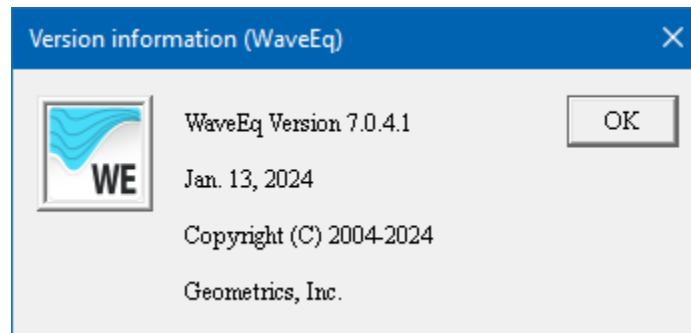 Version information (WaveEq)
WE
WaveEq Version 7.0.4.1
OK
Jan. 13, 2024
Copyright (C) 2004-2024
Geometrics, Inc.